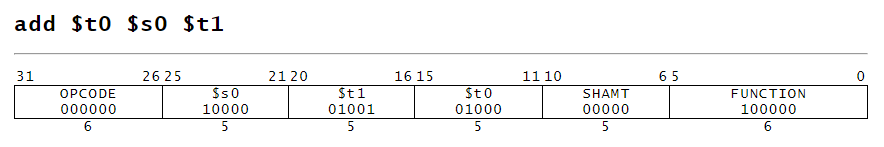 add $t0 $s0 $t1
31 26 25 21 20 16 15 11 10 6 5 0
OPCODE $s0 $t1 $t0 SHAMT FUNCTION
000000 10000 01001 01000 00000 100000
6 5 5 5 5 6